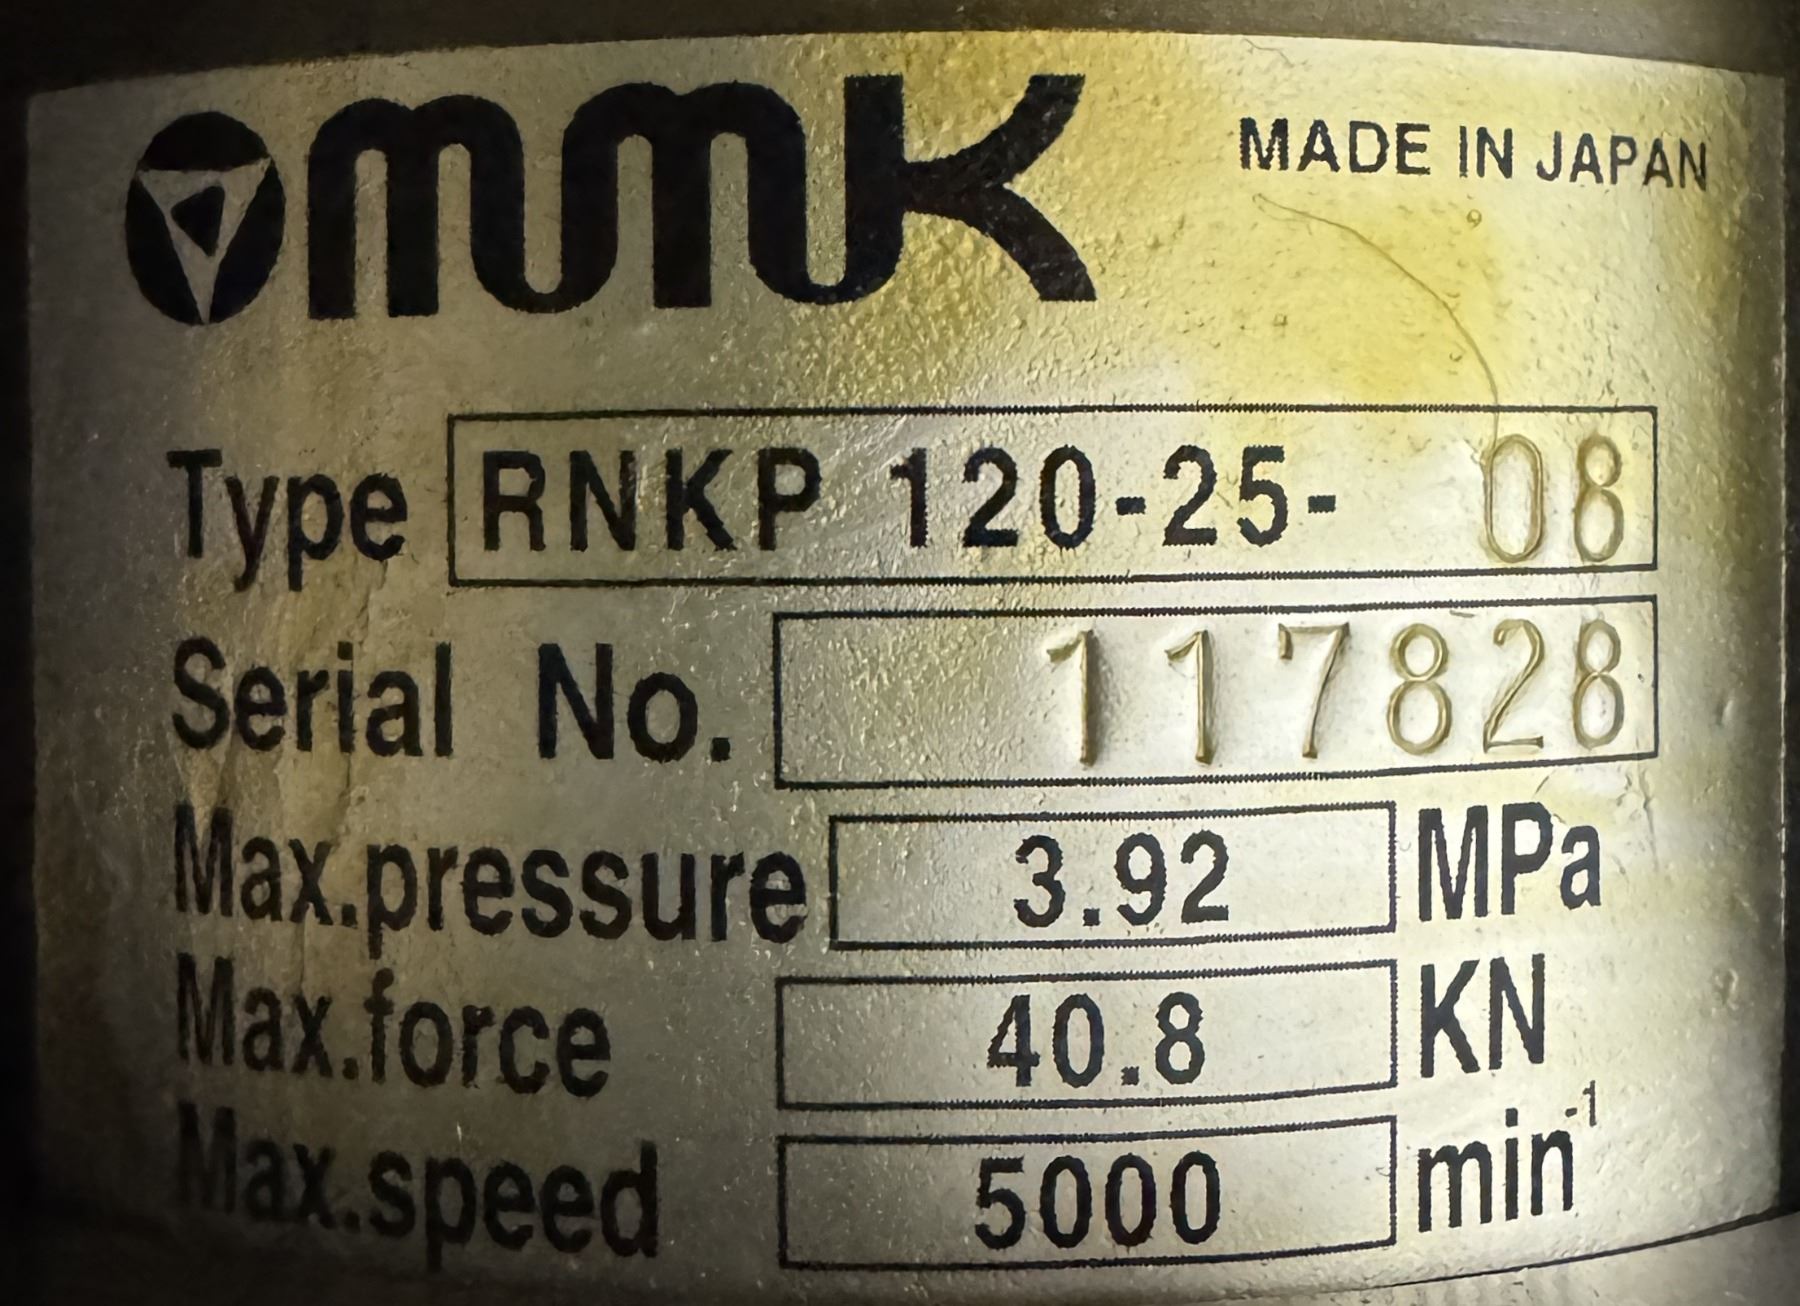 MMK MADE IN JAPAN
Type RNKP 120-25- 08
Serial No. 117828
Max.pressure 3.92 MPa
Max.force 40.8 KN
Max.speed 5000 min⁻¹